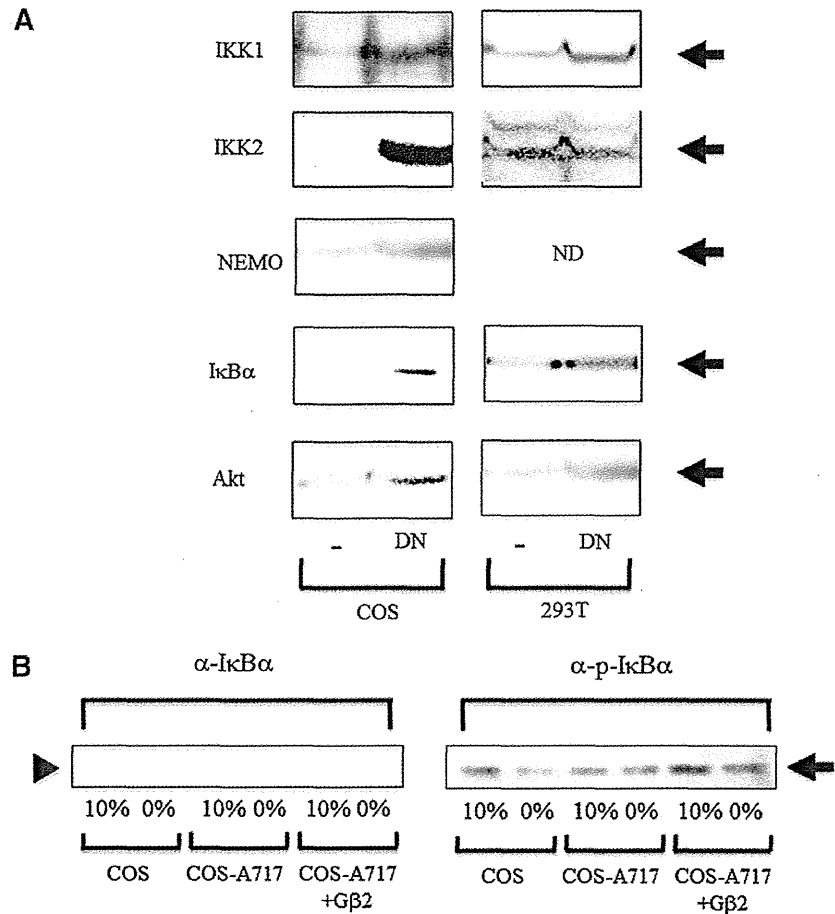 A
IKK1
IKK2
NEMO
ND
IκBα
Akt
- DN - DN
COS 293T
B
α-IκBα α-p-IκBα
10% 0% 10% 0% 10% 0% 10% 0% 10% 0% 10% 0%
COS COS-A717 COS-A717 +Gβ2 COS COS-A717 COS-A717 +Gβ2